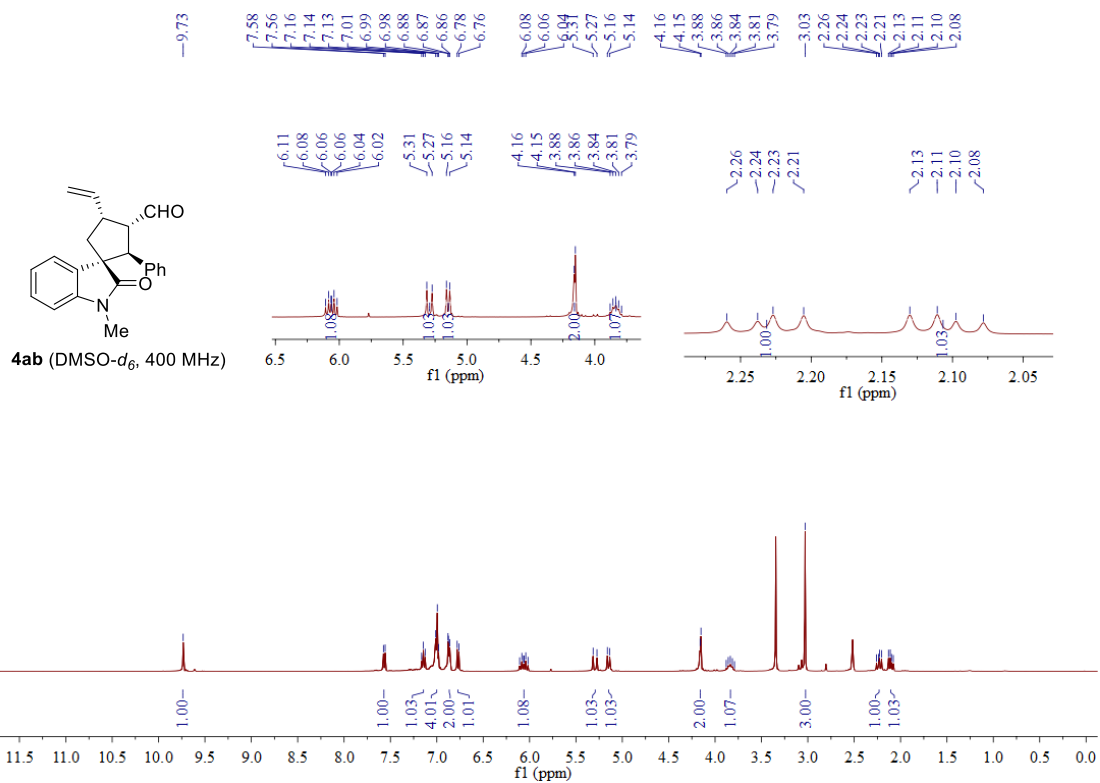 9.73 7.58 7.56 7.16 7.14 7.13 7.01 6.99 6.98 6.88 6.87 6.86 6.78 6.76 6.08 6.06 6.04 5.31 5.27 5.16 5.14 4.16 4.15 3.88 3.86 3.84 3.81 3.79 3.03 2.26 2.24 2.23 2.21 2.13 2.11 2.10 2.08
6.11 6.08 6.06 6.06 6.04 6.02 5.31 5.27 5.16 5.14 4.16 4.15 3.88 3.86 3.84 3.81 3.79
1.08 1.03 1.03 2.00 1.07
6.5 6.0 5.5 5.0 4.5 4.0
f1 (ppm)
2.26 2.24 2.23 2.21 2.13 2.11 2.10 2.08
1.00 1.03
2.25 2.20 2.15 2.10 2.05
f1 (ppm)
CHO
Ph
O
N
Me
4ab (DMSO-d6, 400 MHz)
1.00 1.00 1.03 4.01 2.00 1.01 1.08 1.03 1.03 2.00 1.07 3.00 1.00 1.03
11.5 11.0 10.5 10.0 9.5 9.0 8.5 8.0 7.5 7.0 6.5 6.0 5.5 5.0 4.5 4.0 3.5 3.0 2.5 2.0 1.5 1.0 0.5 0.0
f1 (ppm)